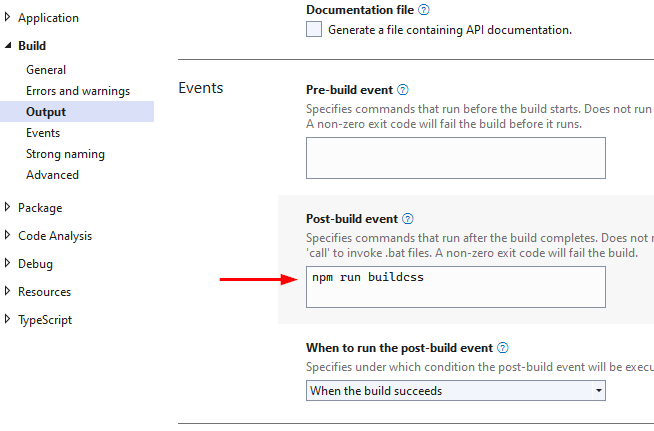 Application
Build
General
Errors and warnings
Output
Events
Strong naming
Advanced
Package
Code Analysis
Debug
Resources
TypeScript
Documentation file ?
Generate a file containing API documentation.
Events
Pre-build event ?
Specifies commands that run before the build starts. Does not run
A non-zero exit code will fail the build before it runs.
Post-build event ?
Specifies commands that run after the build completes. Does not
'call' to invoke .bat files. A non-zero exit code will fail the build.
npm run buildcss
When to run the post-build event ?
Specifies under which condition the post-build event will be
When the build succeeds